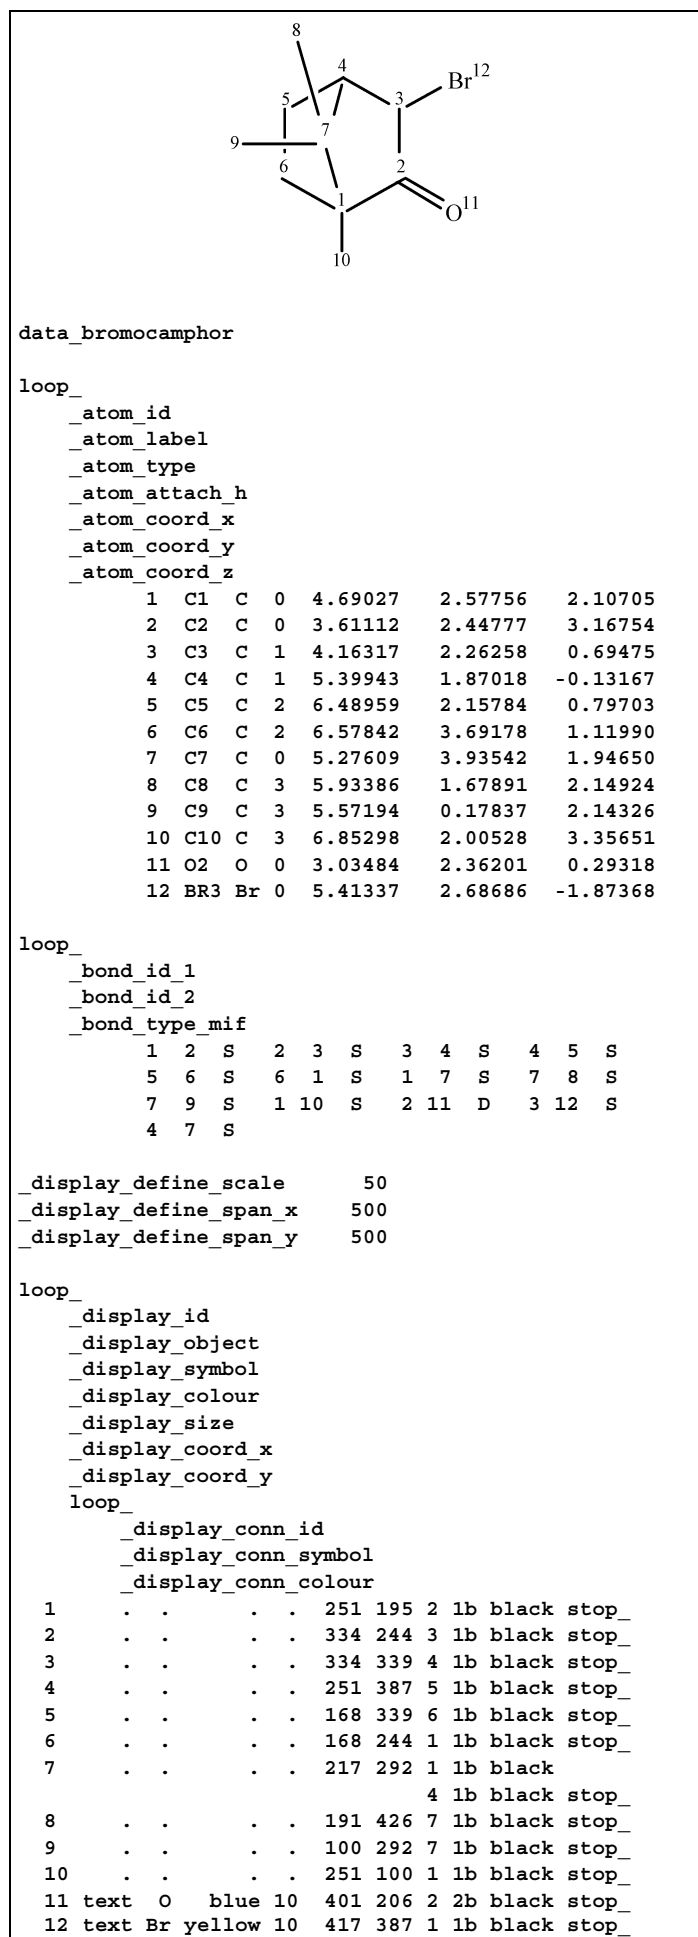 8
4
Br12
5
3
7
9
6
2
1
O11
10
data_bromocamphor
loop_
_atom_id
_atom_label
_atom_type
_atom_attach_h
_atom_coord_x
_atom_coord_y
_atom_coord_z
1 C1 C 0 4.69027 2.57756 2.10705
2 C2 C 0 3.61112 2.44777 3.16754
3 C3 C 1 4.16317 2.26258 0.69475
4 C4 C 1 5.39943 1.87018 -0.13167
5 C5 C 2 6.48959 2.15784 0.79703
6 C6 C 2 6.57842 3.69178 1.11990
7 C7 C 0 5.27609 3.93542 1.94650
8 C8 C 3 5.93386 1.67891 2.14924
9 C9 C 3 5.57194 0.17837 2.14326
10 C10 C 3 6.85298 2.00528 3.35651
11 O2 O 0 3.03484 2.36201 0.29318
12 BR3 Br 0 5.41337 2.68686 -1.87368
loop_
_bond_id_1
_bond_id_2
_bond_type_mif
1 2 S 2 3 S 3 4 S 4 5 S
5 6 S 6 1 S 1 7 S 7 8 S
7 9 S 1 10 S 2 11 D 3 12 S
4 7 S
_display_define_scale 50
_display_define_span_x 500
_display_define_span_y 500
loop_
_display_id
_display_object
_display_symbol
_display_colour
_display_size
_display_coord_x
_display_coord_y
loop_
_display_conn_id
_display_conn_symbol
_display_conn_colour
1 . . . . 251 195 2 1b black stop_
2 . . . . 334 244 3 1b black stop_
3 . . . . 334 339 4 1b black stop_
4 . . . . 251 387 5 1b black stop_
5 . . . . 168 339 6 1b black stop_
6 . . . . 168 244 1 1b black stop_
7 . . . . 217 292 1 1b black
4 1b black stop_
8 . . . . 191 426 7 1b black stop_
9 . . . . 100 292 7 1b black stop_
10 . . . . 251 100 1 1b black stop_
11 text O blue 10 401 206 2 2b black stop_
12 text Br yellow 10 417 387 1 1b black stop_